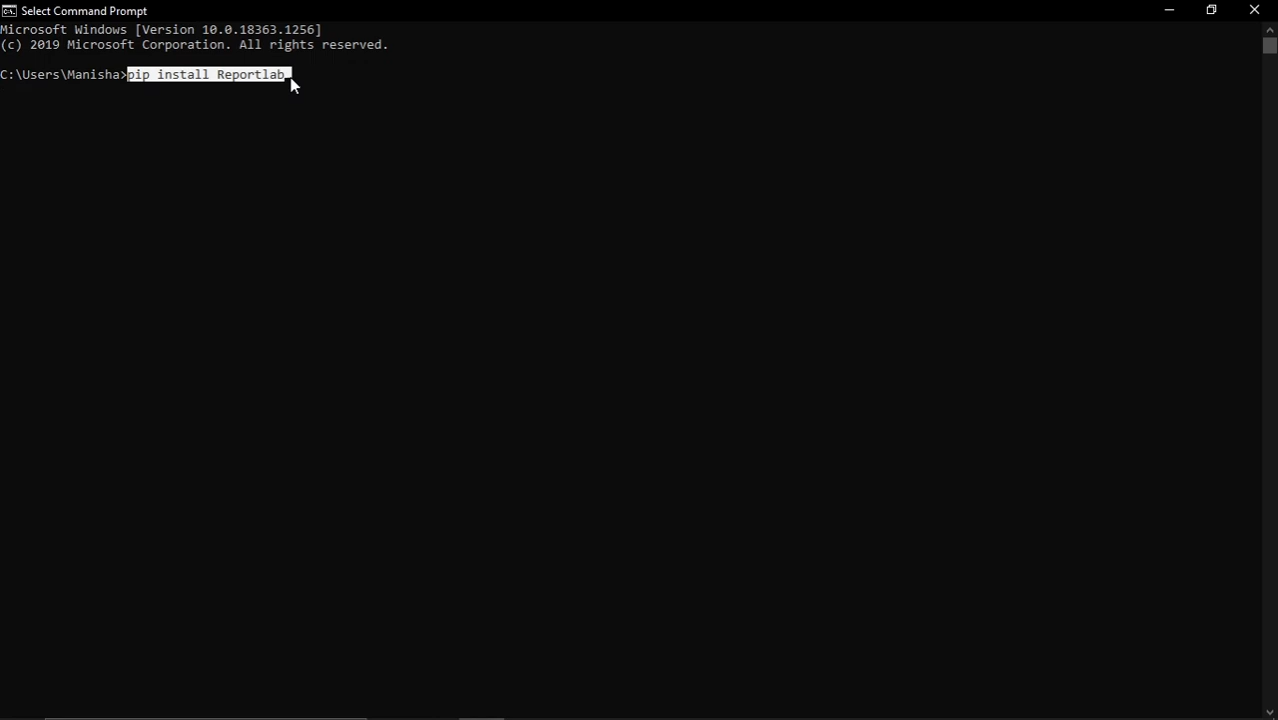 Select Command Prompt
Microsoft Windows [Version 10.0.18363.1256]
(c) 2019 Microsoft Corporation. All rights reserved.
C:\Users\Manisha>pip install Reportlab